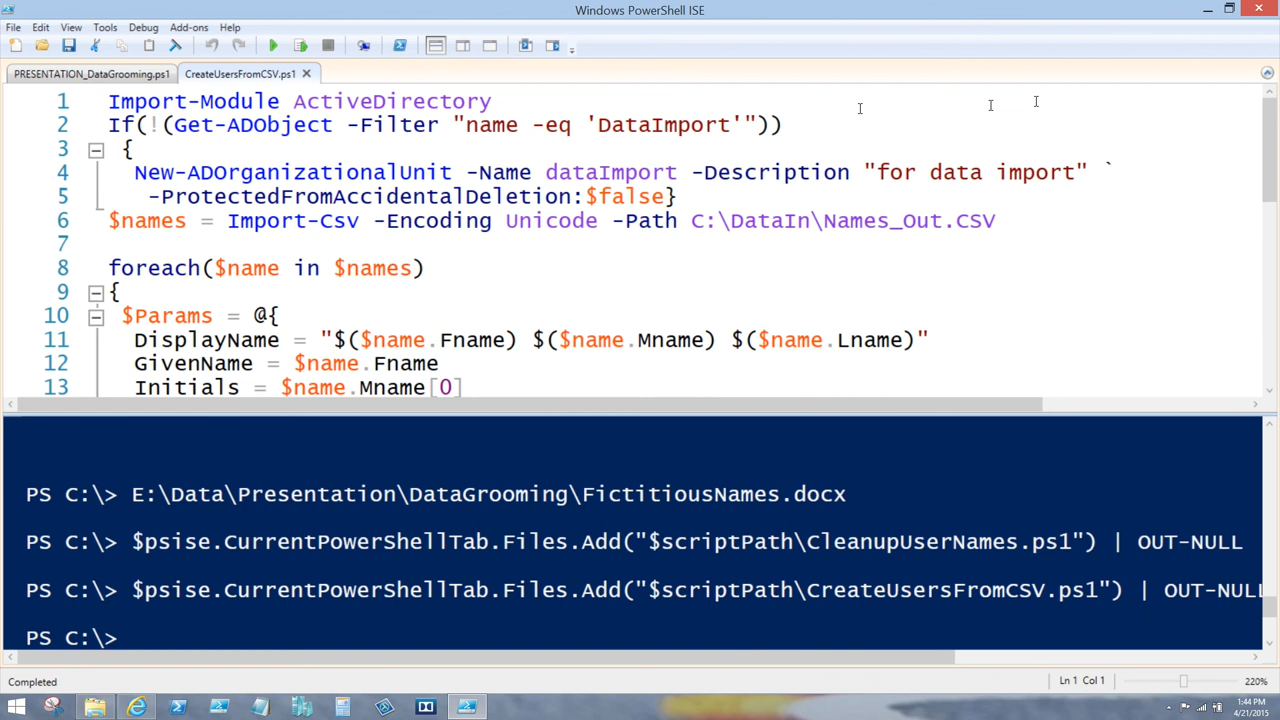 Windows PowerShell ISE
File Edit View Tools Debug Add-ons Help
PRESENTATION_DataGrooming.ps1 CreateUsersFromCSV.ps1
1 Import-Module ActiveDirectory
2 If(!(Get-ADObject -Filter "name -eq 'DataImport'"))
3 {
4 New-ADOrganizationalUnit -Name dataImport -Description "for data import" `
5 -ProtectedFromAccidentalDeletion:$false}
6 $names = Import-Csv -Encoding Unicode -Path C:\DataIn\Names_Out.CSV
7
8 foreach($name in $names)
9 {
10 $Params = @{
11 DisplayName = "$($name.Fname) $($name.Mname) $($name.Lname)"
12 GivenName = $name.Fname
13 Initials = $name.Mname[0]
PS C:\> E:\Data\Presentation\DataGrooming\FictitiousNames.docx
PS C:\> $psise.CurrentPowerShellTab.Files.Add("$scriptPath\CleanupUserNames.ps1") | OUT-NULL
PS C:\> $psise.CurrentPowerShellTab.Files.Add("$scriptPath\CreateUsersFromCSV.ps1") | OUT-NULL
PS C:\>
Completed Ln 1 Col 1 220%
1:44 PM
4/21/2015